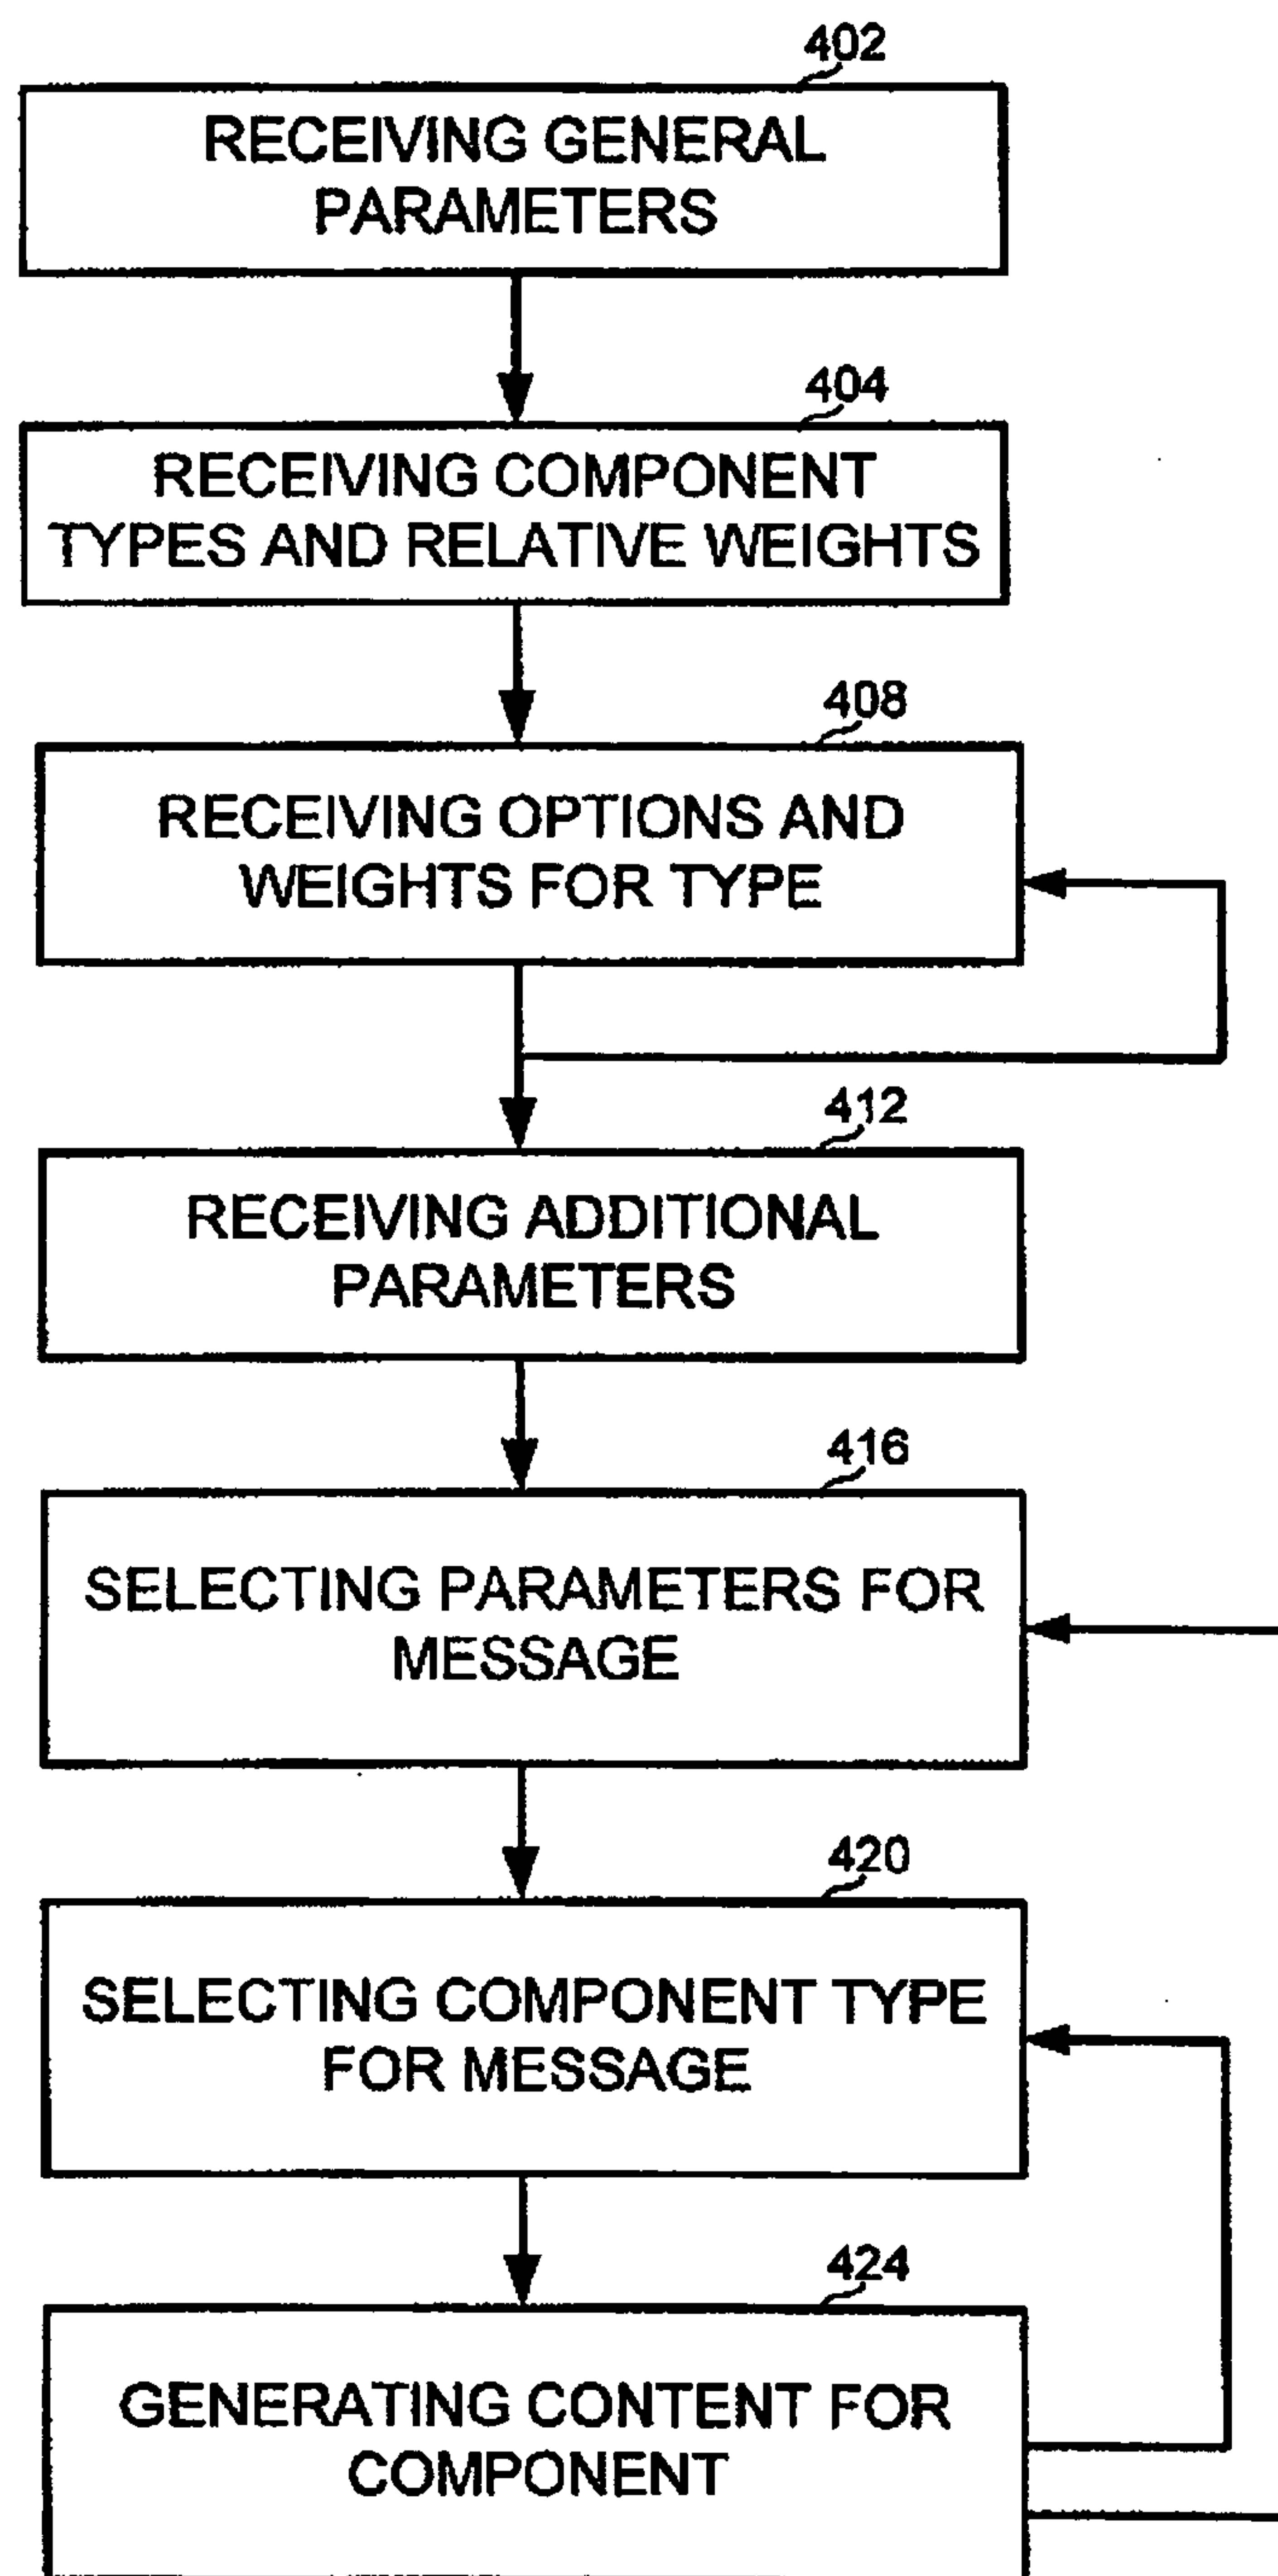 402
RECEIVING GENERAL
PARAMETERS
404
RECEIVING COMPONENT
TYPES AND RELATIVE WEIGHTS
408
RECEIVING OPTIONS AND
WEIGHTS FOR TYPE
412
RECEIVING ADDITIONAL
PARAMETERS
416
SELECTING PARAMETERS FOR
MESSAGE
420
SELECTING COMPONENT TYPE
FOR MESSAGE
424
GENERATING CONTENT FOR
COMPONENT